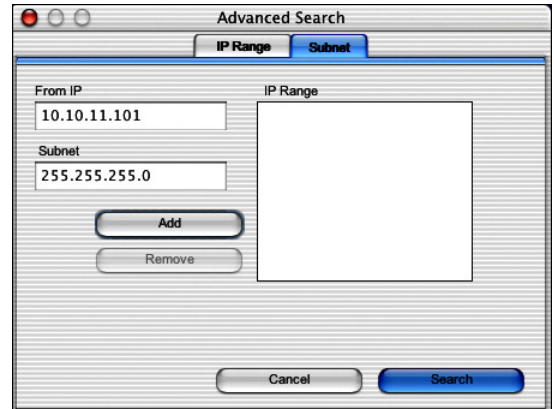 Advanced Search
IP Range
Subnet
From IP
10.10.11.101
Subnet
255.255.255.0
Add
Remove
IP Range
Cancel
Search